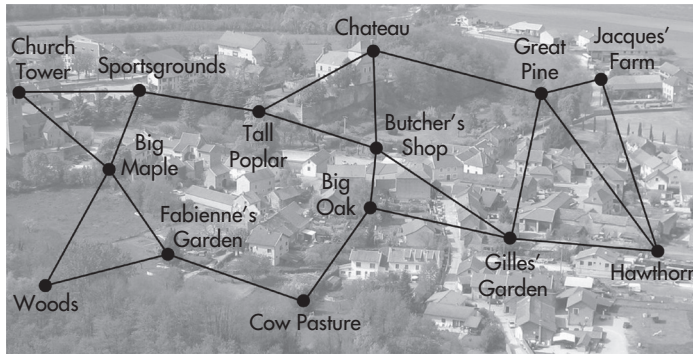 Chateau
Great
Pine
Jacques’
Farm
Church
Tower
Sportsgrounds
Tall
Poplar
Butcher’s
Shop
Big
Maple
Big
Oak
Fabienne’s
Garden
Gilles’
Garden
Hawthorn
Woods
Cow Pasture